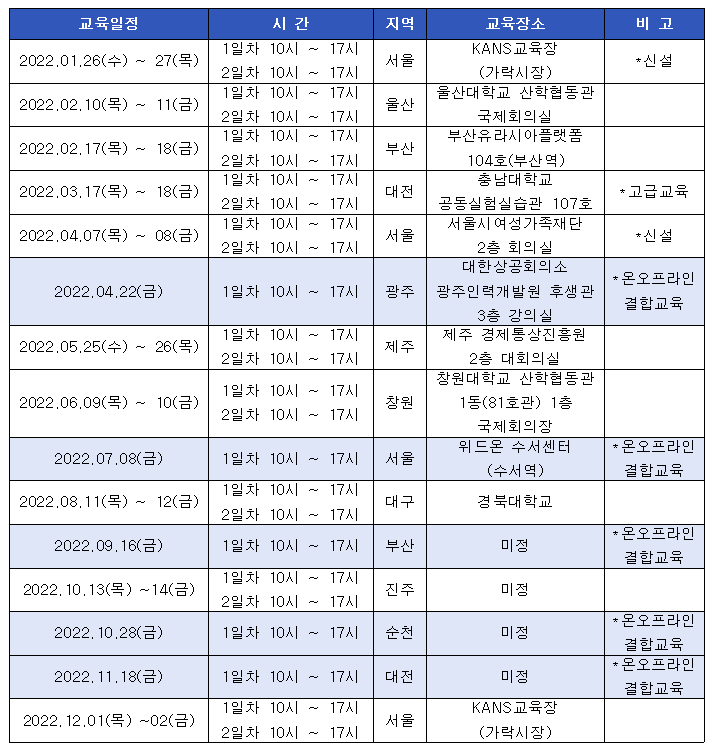 교육일정 시 간 지역 교육장소 비 고
2022.01.26(수) ~ 27(목) 1일차 10시 ~ 17시 서울 KANS교육장 *신설
2일차 10시 ~ 17시 (가락시장)
2022.02.10(목) ~ 11(금) 1일차 10시 ~ 17시 울산 울산대학교 산학협동관
2일차 10시 ~ 17시 국제회의실
2022.02.17(목) ~ 18(금) 1일차 10시 ~ 17시 부산 부산유라시아플랫폼
2일차 10시 ~ 17시 104호(부산역)
2022.03.17(목) ~ 18(금) 1일차 10시 ~ 17시 대전 충남대학교 *고급교육
2일차 10시 ~ 17시 공동실험실습관 107호
2022.04.07(목) ~ 08(금) 1일차 10시 ~ 17시 서울 서울시여성가족재단 *신설
2일차 10시 ~ 17시 2층 회의실
2022.04.22(금) 1일차 10시 ~ 17시 광주 대한상공회의소 *온오프라인
광주인력개발원 후생관 결합교육
3층 강의실
2022.05.25(수) ~ 26(목) 1일차 10시 ~ 17시 제주 제주 경제통상진흥원
2일차 10시 ~ 17시 2층 대회의실
2022.06.09(목) ~ 10(금) 1일차 10시 ~ 17시 창원 창원대학교 산학협동관
2일차 10시 ~ 17시 1동(81호관) 1층
국제회의장
2022.07.08(금) 1일차 10시 ~ 17시 서울 위드온 수서센터 *온오프라인
(수서역) 결합교육
2022.08.11(목) ~ 12(금) 1일차 10시 ~ 17시 대구 경북대학교
2일차 10시 ~ 17시
2022.09.16(금) 1일차 10시 ~ 17시 부산 미정 *온오프라인
결합교육
2022.10.13(목) ~14(금) 1일차 10시 ~ 17시 진주 미정
2일차 10시 ~ 17시
2022.10.28(금) 1일차 10시 ~ 17시 순천 미정 *온오프라인
결합교육
2022.11.18(금) 1일차 10시 ~ 17시 대전 미정 *온오프라인
결합교육
2022.12.01(목) ~02(금) 1일차 10시 ~ 17시 서울 KANS교육장
2일차 10시 ~ 17시 (가락시장)